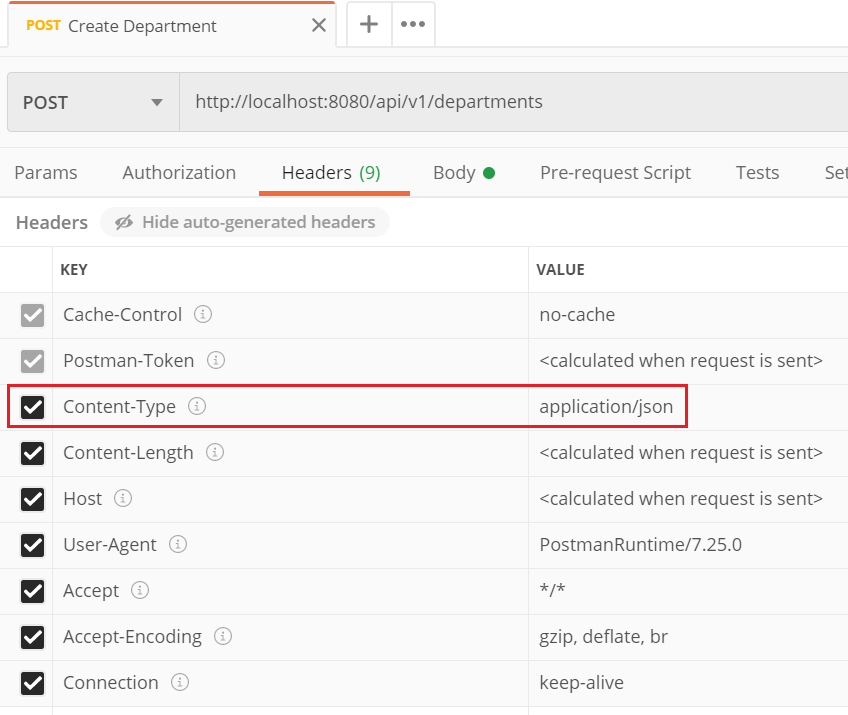 POST Create Department
POST http://localhost:8080/api/v1/departments
Params Authorization Headers (9) Body Pre-request Script Tests Set
Headers Hide auto-generated headers
KEY VALUE
Cache-Control no-cache
Postman-Token <calculated when request is sent>
Content-Type application/json
Content-Length <calculated when request is sent>
Host <calculated when request is sent>
User-Agent PostmanRuntime/7.25.0
Accept */*
Accept-Encoding gzip, deflate, br
Connection keep-alive